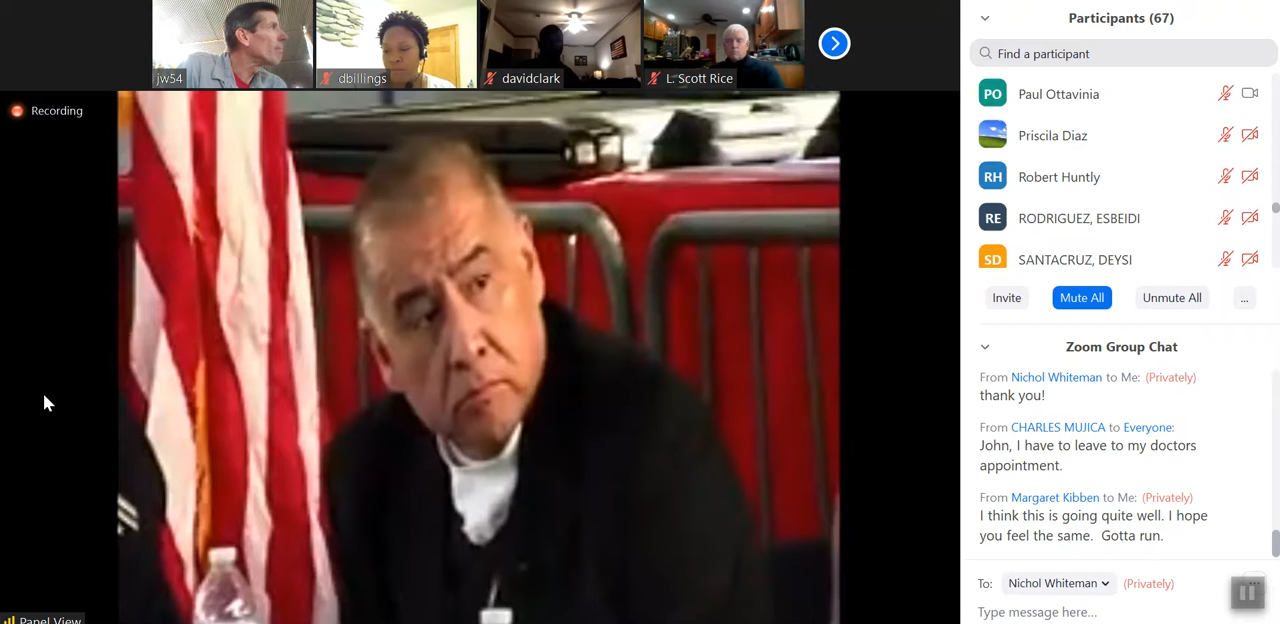 jw54
dbillings
davidclark
L. Scott Rice
Recording
Panel View
Participants (67)
Find a participant
PO Paul Ottavinia
Priscila Diaz
RH Robert Huntly
RE RODRIGUEZ, ESBEIDI
SD SANTACRUZ, DEYSI
Invite Mute All Unmute All ...
Zoom Group Chat
From Nichol Whiteman to Me: (Privately)
thank you!
From CHARLES MUJICA to Everyone:
John, I have to leave to my doctors
appointment.
From Margaret Kibben to Me: (Privately)
I think this is going quite well. I hope
you feel the same. Gotta run.
To: Nichol Whiteman (Privately)
Type message here...